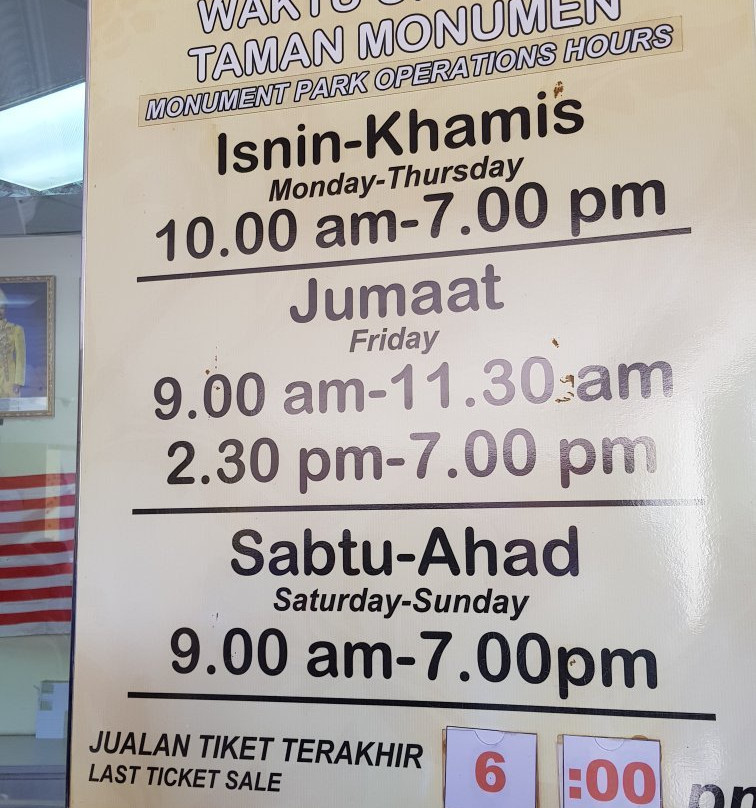 WAKTU
TAMAN MONUMEN
MONUMENT PARK OPERATIONS HOURS
Isnin-Khamis
Monday-Thursday
10.00 am-7.00 pm
Jumaat
Friday
9.00 am-11.30 am
2.30 pm-7.00 pm
Sabtu-Ahad
Saturday-Sunday
9.00 am-7.00pm
JUALAN TIKET TERAKHIR
LAST TICKET SALE
6 :00 pm